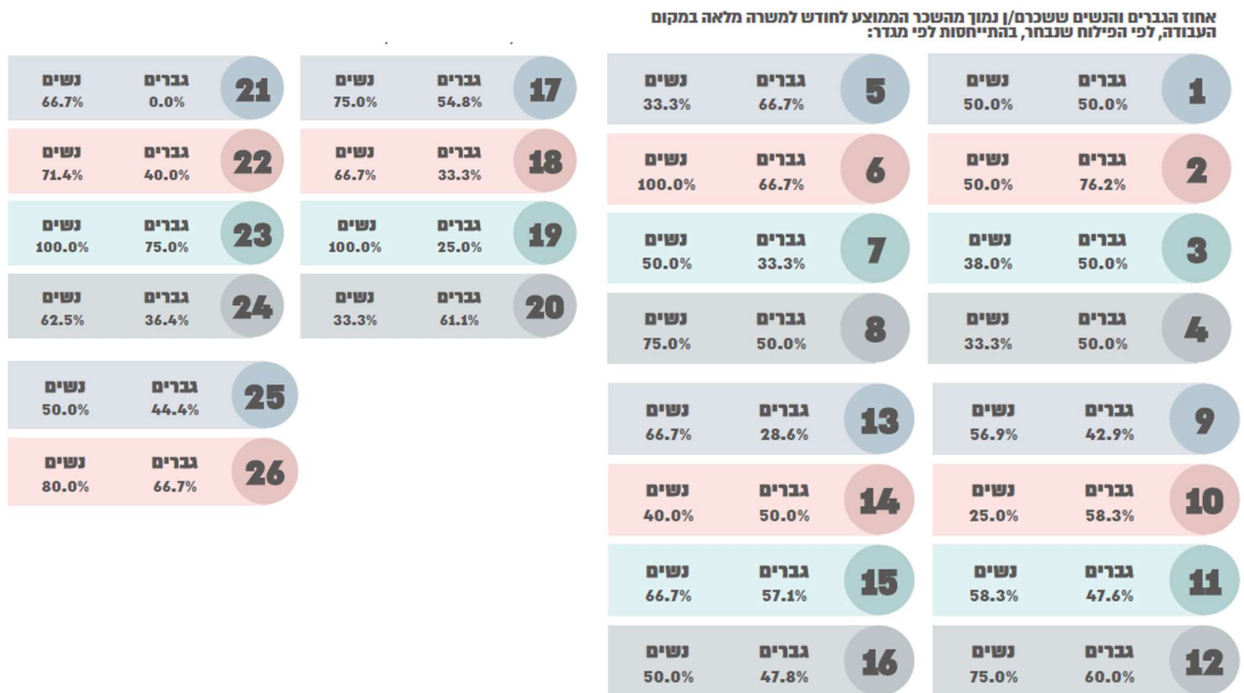 אחוז הגברים והנשים ששכרם/ן נמוך מהשכר הממוצע לחודש למשרה מלאה במקום
העבודה, לפי הפילוח שנבחר, בהתייחסות לפי מגדר:
1
גברים נשים
50.0% 50.0%
2
גברים נשים
76.2% 50.0%
3
גברים נשים
50.0% 38.0%
4
גברים נשים
50.0% 33.3%
5
גברים נשים
66.7% 33.3%
6
גברים נשים
66.7% 100.0%
7
גברים נשים
33.3% 50.0%
8
גברים נשים
50.0% 75.0%
9
גברים נשים
42.9% 56.9%
10
גברים נשים
58.3% 25.0%
11
גברים נשים
47.6% 58.3%
12
גברים נשים
60.0% 75.0%
13
גברים נשים
28.6% 66.7%
14
גברים נשים
50.0% 40.0%
15
גברים נשים
57.1% 66.7%
16
גברים נשים
47.8% 50.0%
17
גברים נשים
54.8% 75.0%
18
גברים נשים
33.3% 66.7%
19
גברים נשים
25.0% 100.0%
20
גברים נשים
61.1% 33.3%
21
גברים נשים
0.0% 66.7%
22
גברים נשים
40.0% 71.4%
23
גברים נשים
75.0% 100.0%
24
גברים נשים
36.4% 62.5%
25
גברים נשים
44.4% 50.0%
26
גברים נשים
66.7% 80.0%